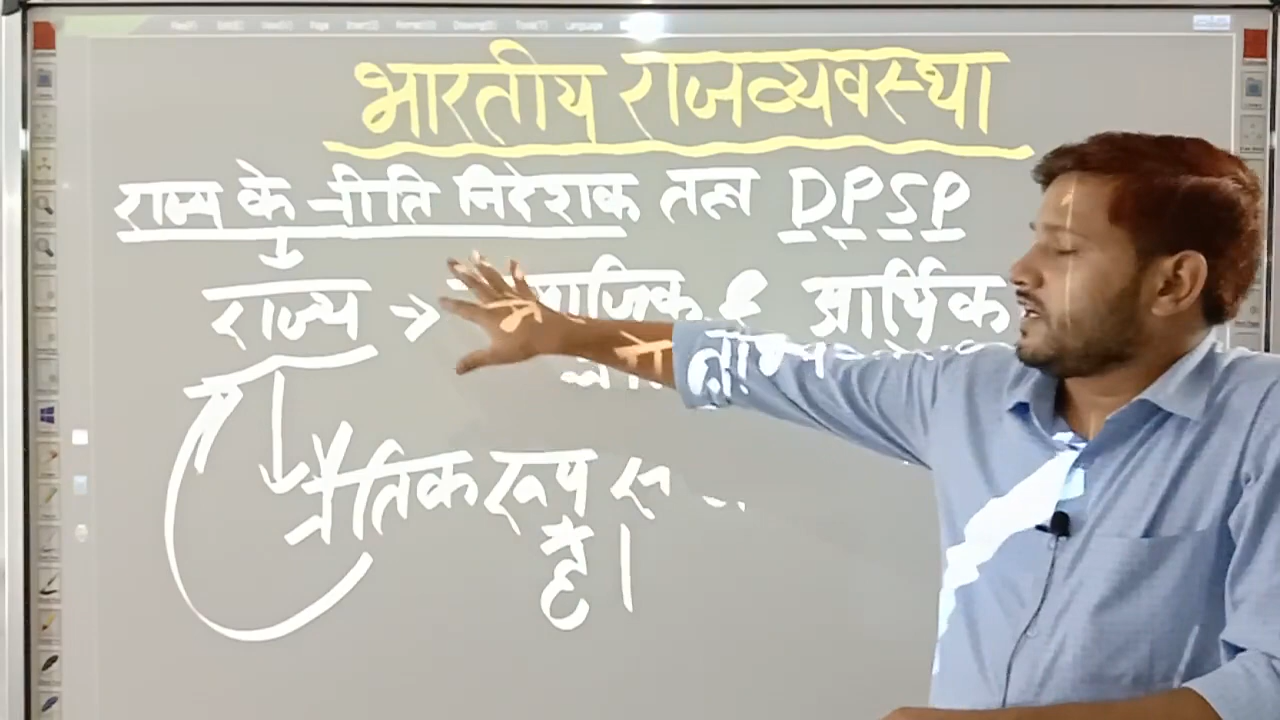 भारतीय राजव्यवस्था
राज्य के नीति निदेशक तत्व DPSP
राज्य → सामाजिक & आर्थिक
नैतिक रूप से
है।